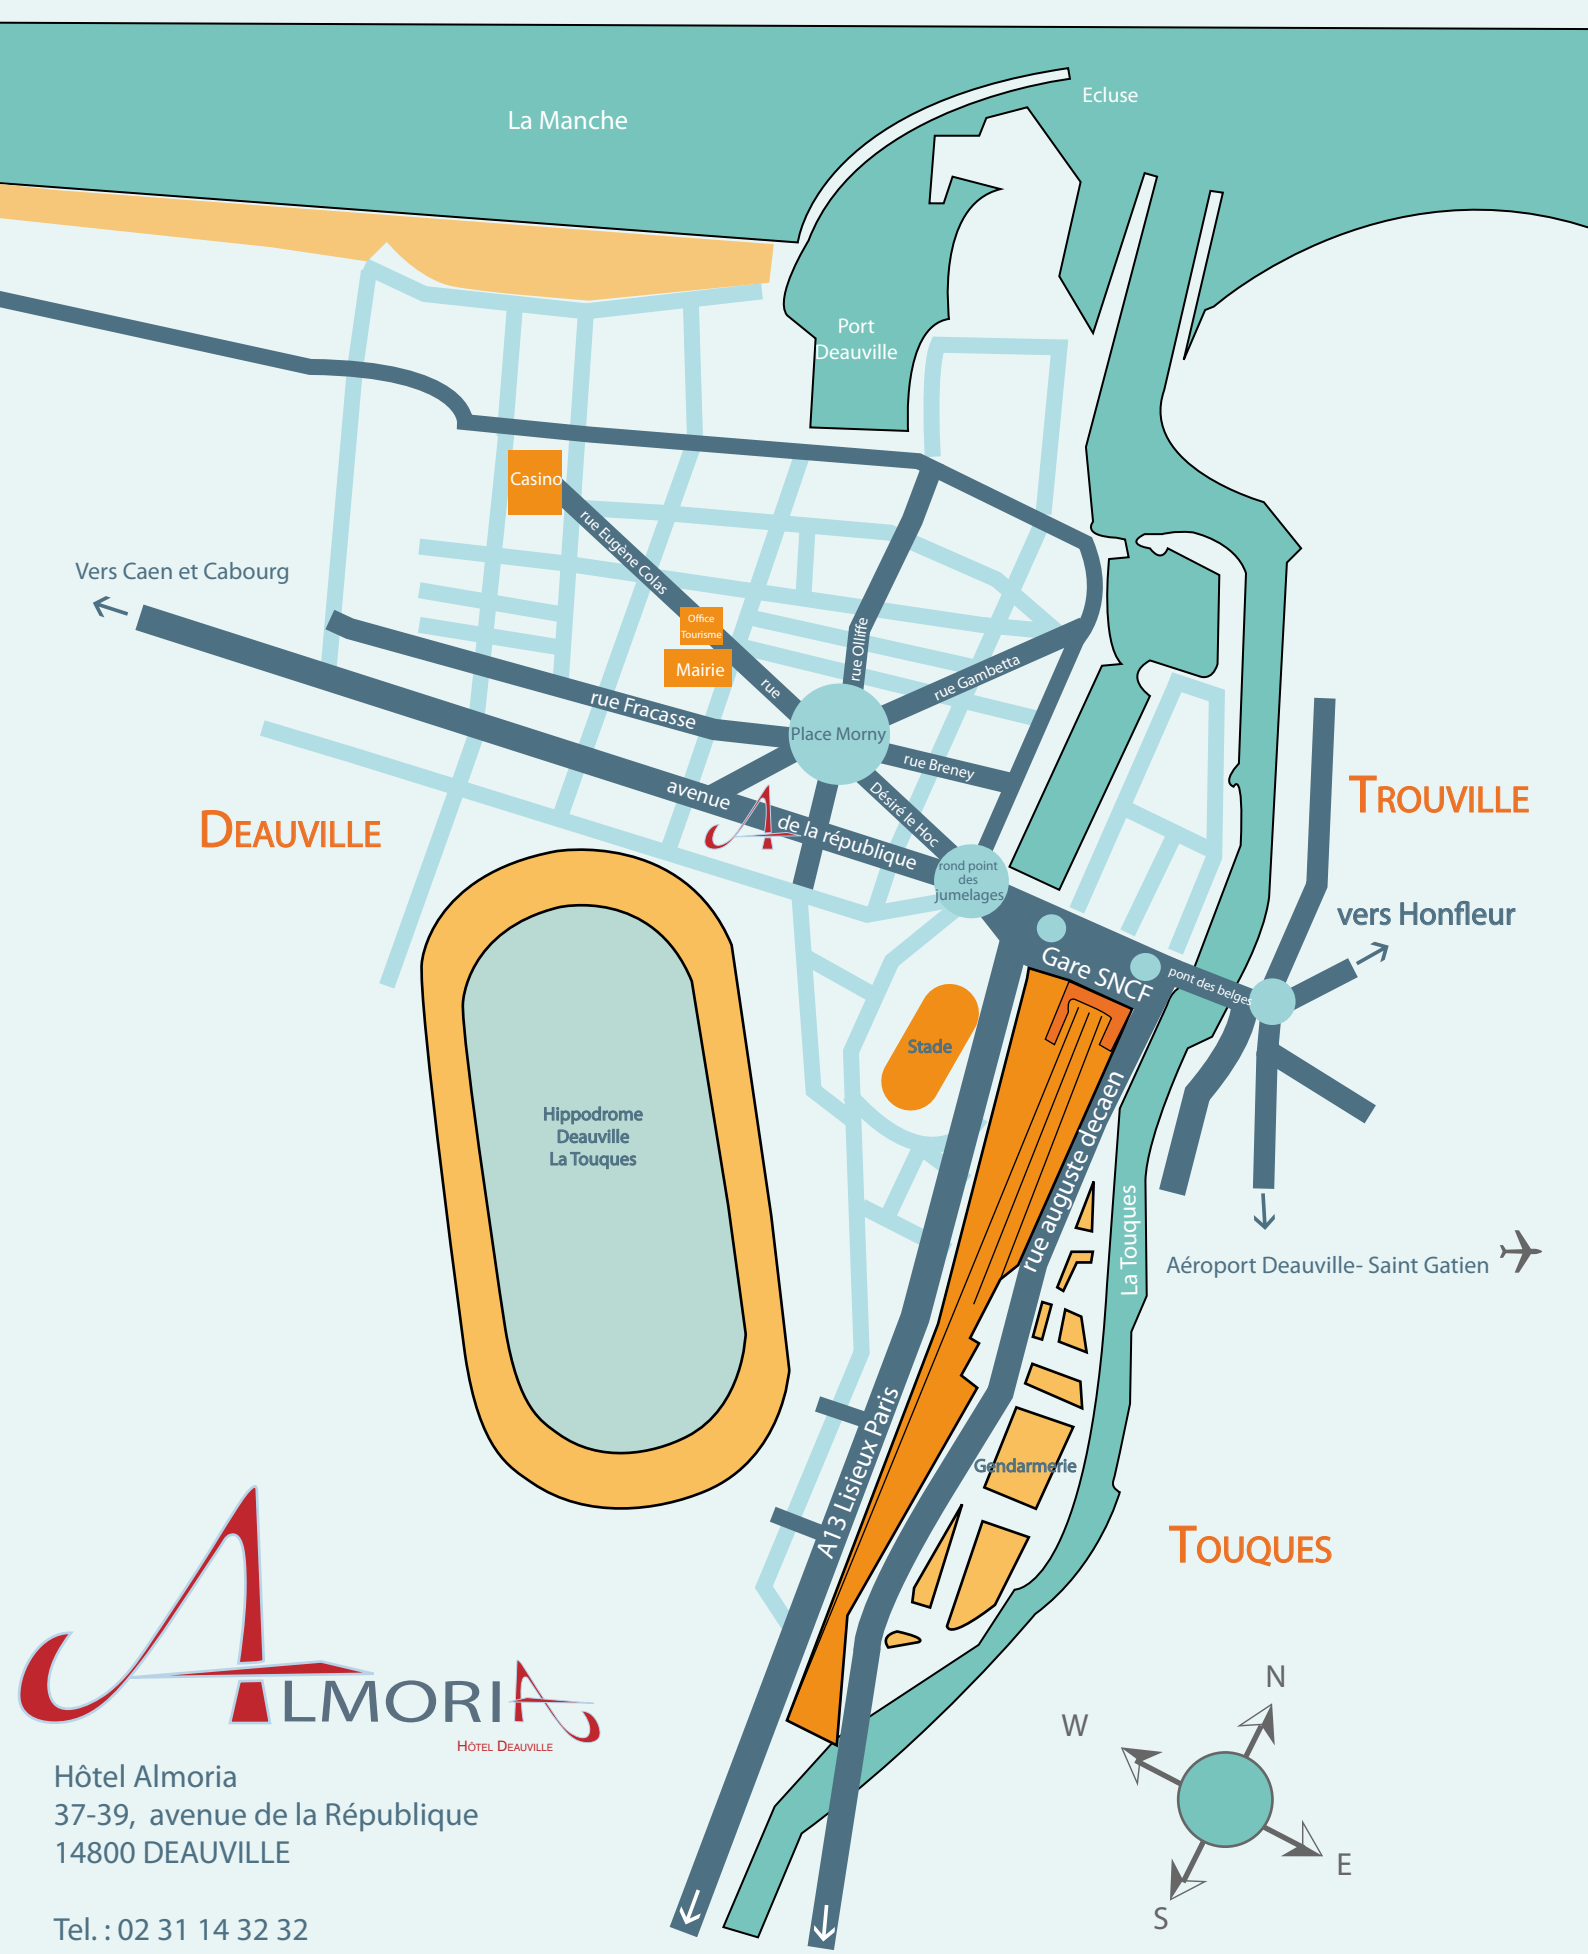 La Manche
Ecluse
Port
Deauville
Casino
rue Eugène Colas
Vers Caen et Cabourg
Office
Tourisme
Mairie
rue
rue Olliffe
rue Gambetta
rue Fracasse
Place Morny
rue Breney
Désiré le Hoc
avenue
de la république
DEAUVILLE
TROUVILLE
rond point
des
jumelages
vers Honfleur
Gare SNCF
pont des belges
Stade
Hippodrome
Deauville
La Touques
rue auguste decaen
La Touques
Aéroport Deauville- Saint Gatien
A13 Lisieux Paris
Gendarmerie
TOUQUES
ALMORIA
HÔTEL DEAUVILLE
Hôtel Almoria
37-39, avenue de la République
14800 DEAUVILLE
Tel. : 02 31 14 32 32
N
W
E
S